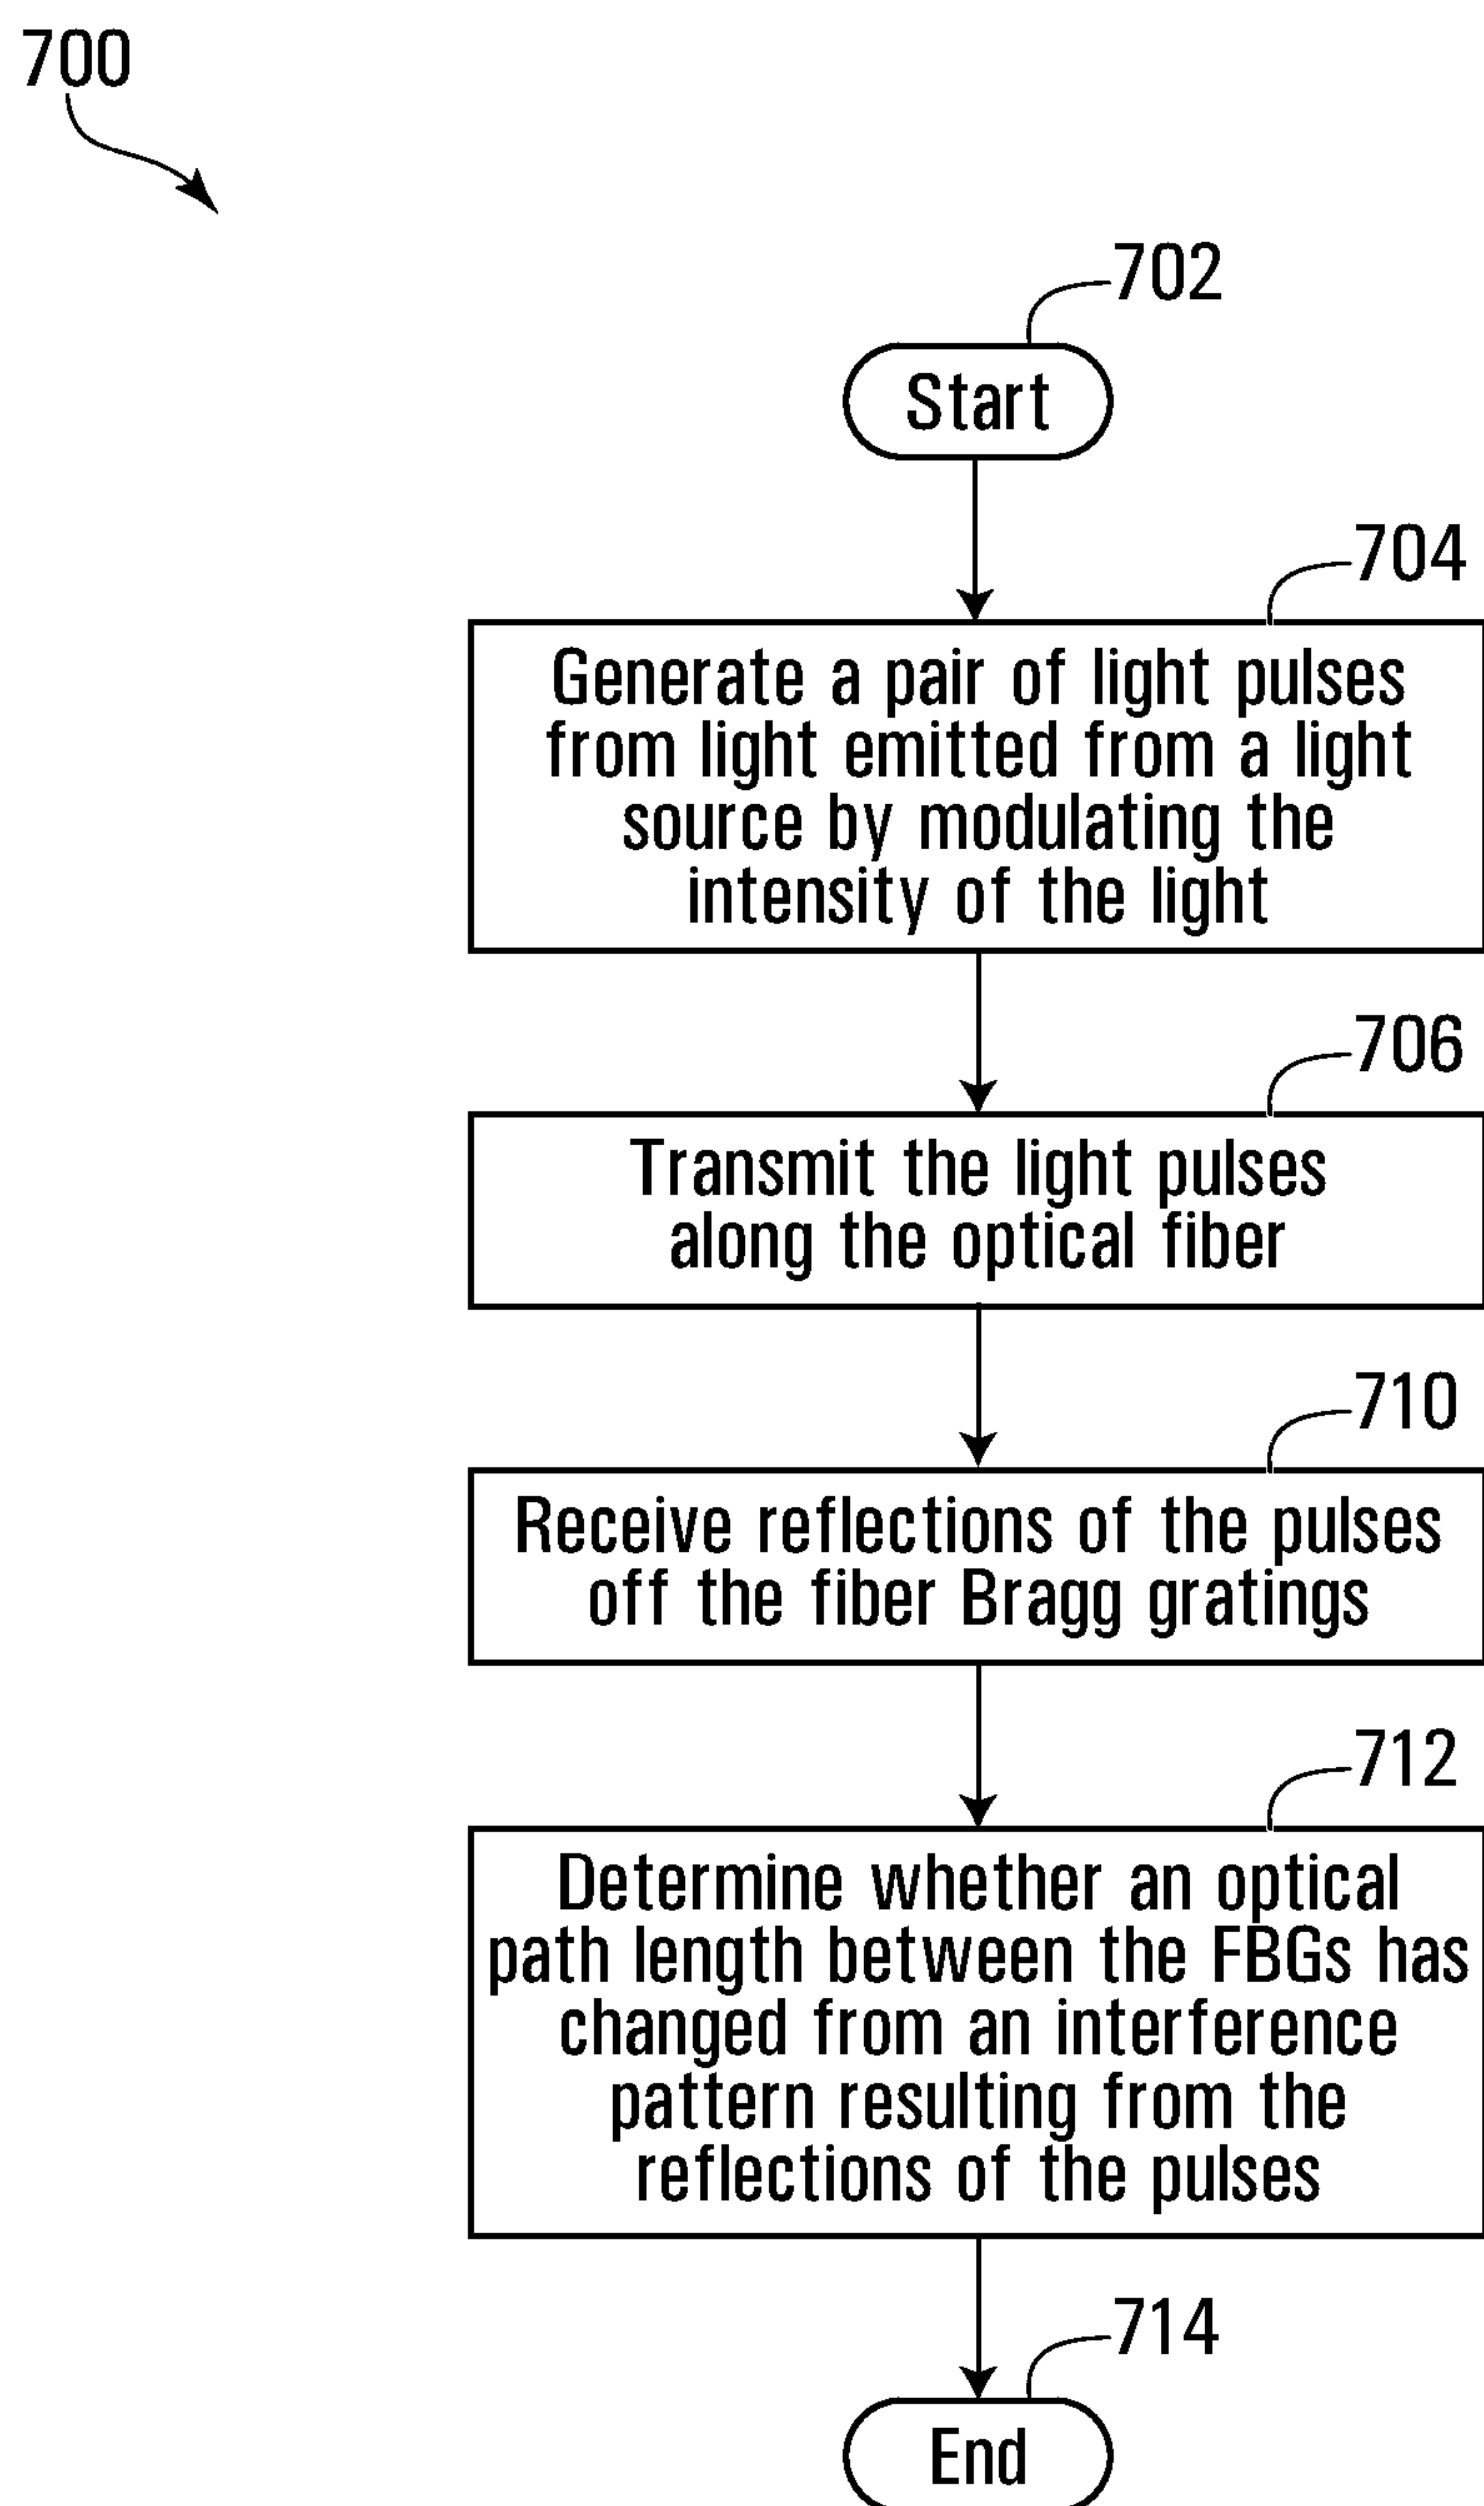 700
702
Start
704
Generate a pair of light pulses
from light emitted from a light
source by modulating the
intensity of the light
706
Transmit the light pulses
along the optical fiber
710
Receive reflections of the pulses
off the fiber Bragg gratings
712
Determine whether an optical
path length between the FBGs has
changed from an interference
pattern resulting from the
reflections of the pulses
714
End